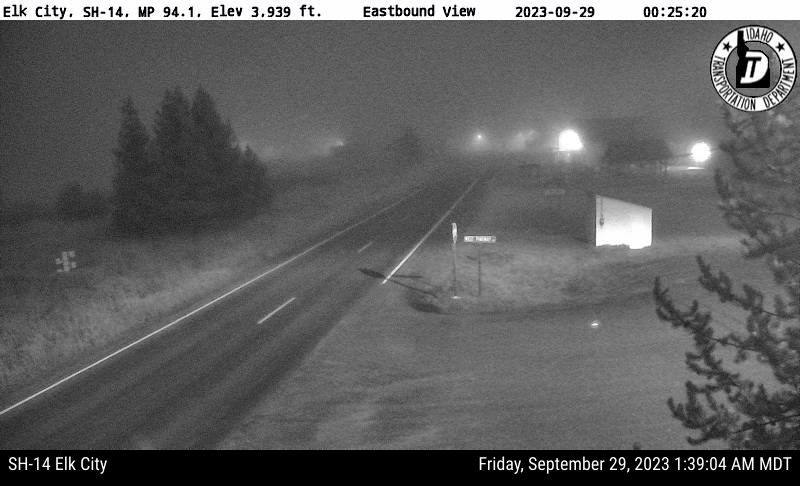 Elk City, SH-14, MP 94.1, Elev 3,939 ft. Eastbound View 2023-09-29 00:25:20
IDAHO
TRANSPORTATION DEPARTMENT
SH-14 Elk City Friday, September 29, 2023 1:39:04 AM MDT